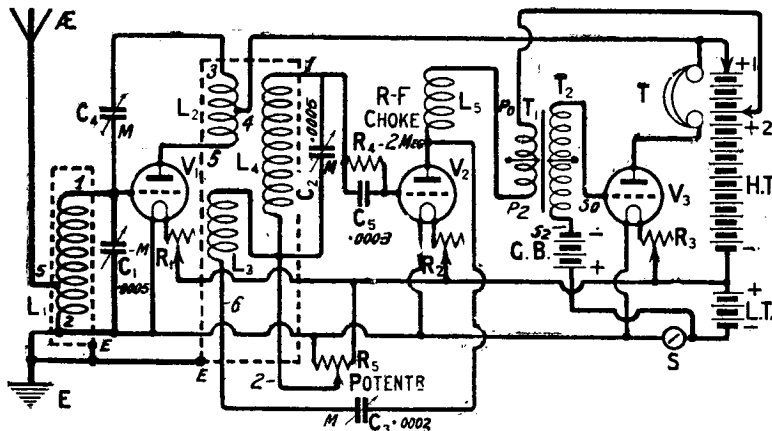 Æ.
3
1
+1
C4
M
L2
4
5
R-F
CHOKE
L5
P0
T1
T2
T
+2
L4
.0005
M
C2
R4-2 MEG
V1
V2
V3
1
C5
.0003
P2
S0
S2
G.B.
-
+
H.T.
-
C1
-M
.0005
R1
L3
R2
R3
5
L1
2
6
+
L.T.
-
E
E
R5
POTENTR
2-
S
E
M
C3
.0002